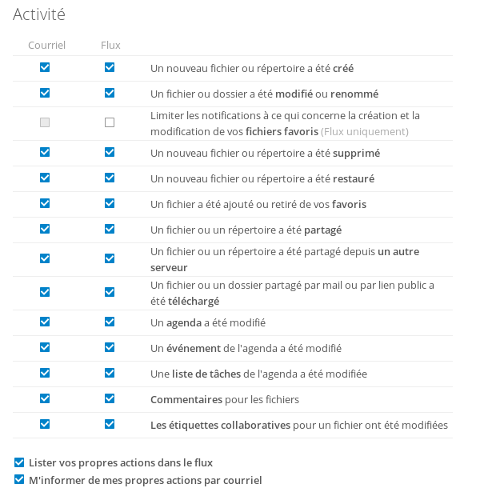 Activité
Courriel Flux
Un nouveau fichier ou répertoire a été créé
Un fichier ou dossier a été modifié ou renommé
Limiter les notifications à ce qui concerne la création et la
modification de vos fichiers favoris (Flux uniquement)
Un nouveau fichier ou répertoire a été supprimé
Un nouveau fichier ou répertoire a été restauré
Un fichier a été ajouté ou retiré de vos favoris
Un fichier ou un répertoire a été partagé
Un fichier ou un répertoire a été partagé depuis un autre
serveur
Un fichier ou un dossier partagé par mail ou par lien public a
été téléchargé
Un agenda a été modifié
Un événement de l'agenda a été modifié
Une liste de tâches de l'agenda a été modifiée
Commentaires pour les fichiers
Les étiquettes collaboratives pour un fichier ont été modifiées
Lister vos propres actions dans le flux
M'informer de mes propres actions par courriel